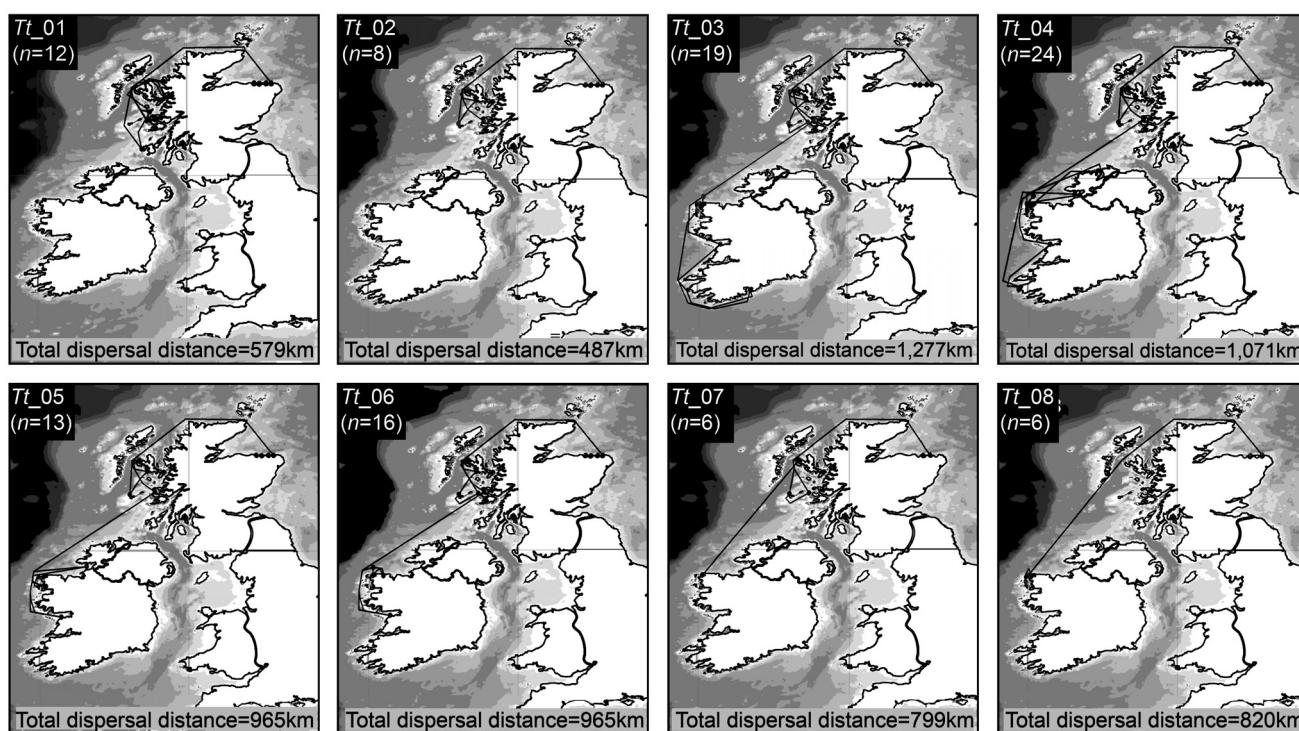 Tt_01
(n=12)
Total dispersal distance=579km
Tt_02
(n=8)
Total dispersal distance=487km
Tt_03
(n=19)
Total dispersal distance=1,277km
Tt_04
(n=24)
Total dispersal distance=1,071km
Tt_05
(n=13)
Total dispersal distance=965km
Tt_06
(n=16)
Total dispersal distance=965km
Tt_07
(n=6)
Total dispersal distance=799km
Tt_08
(n=6)
Total dispersal distance=820km